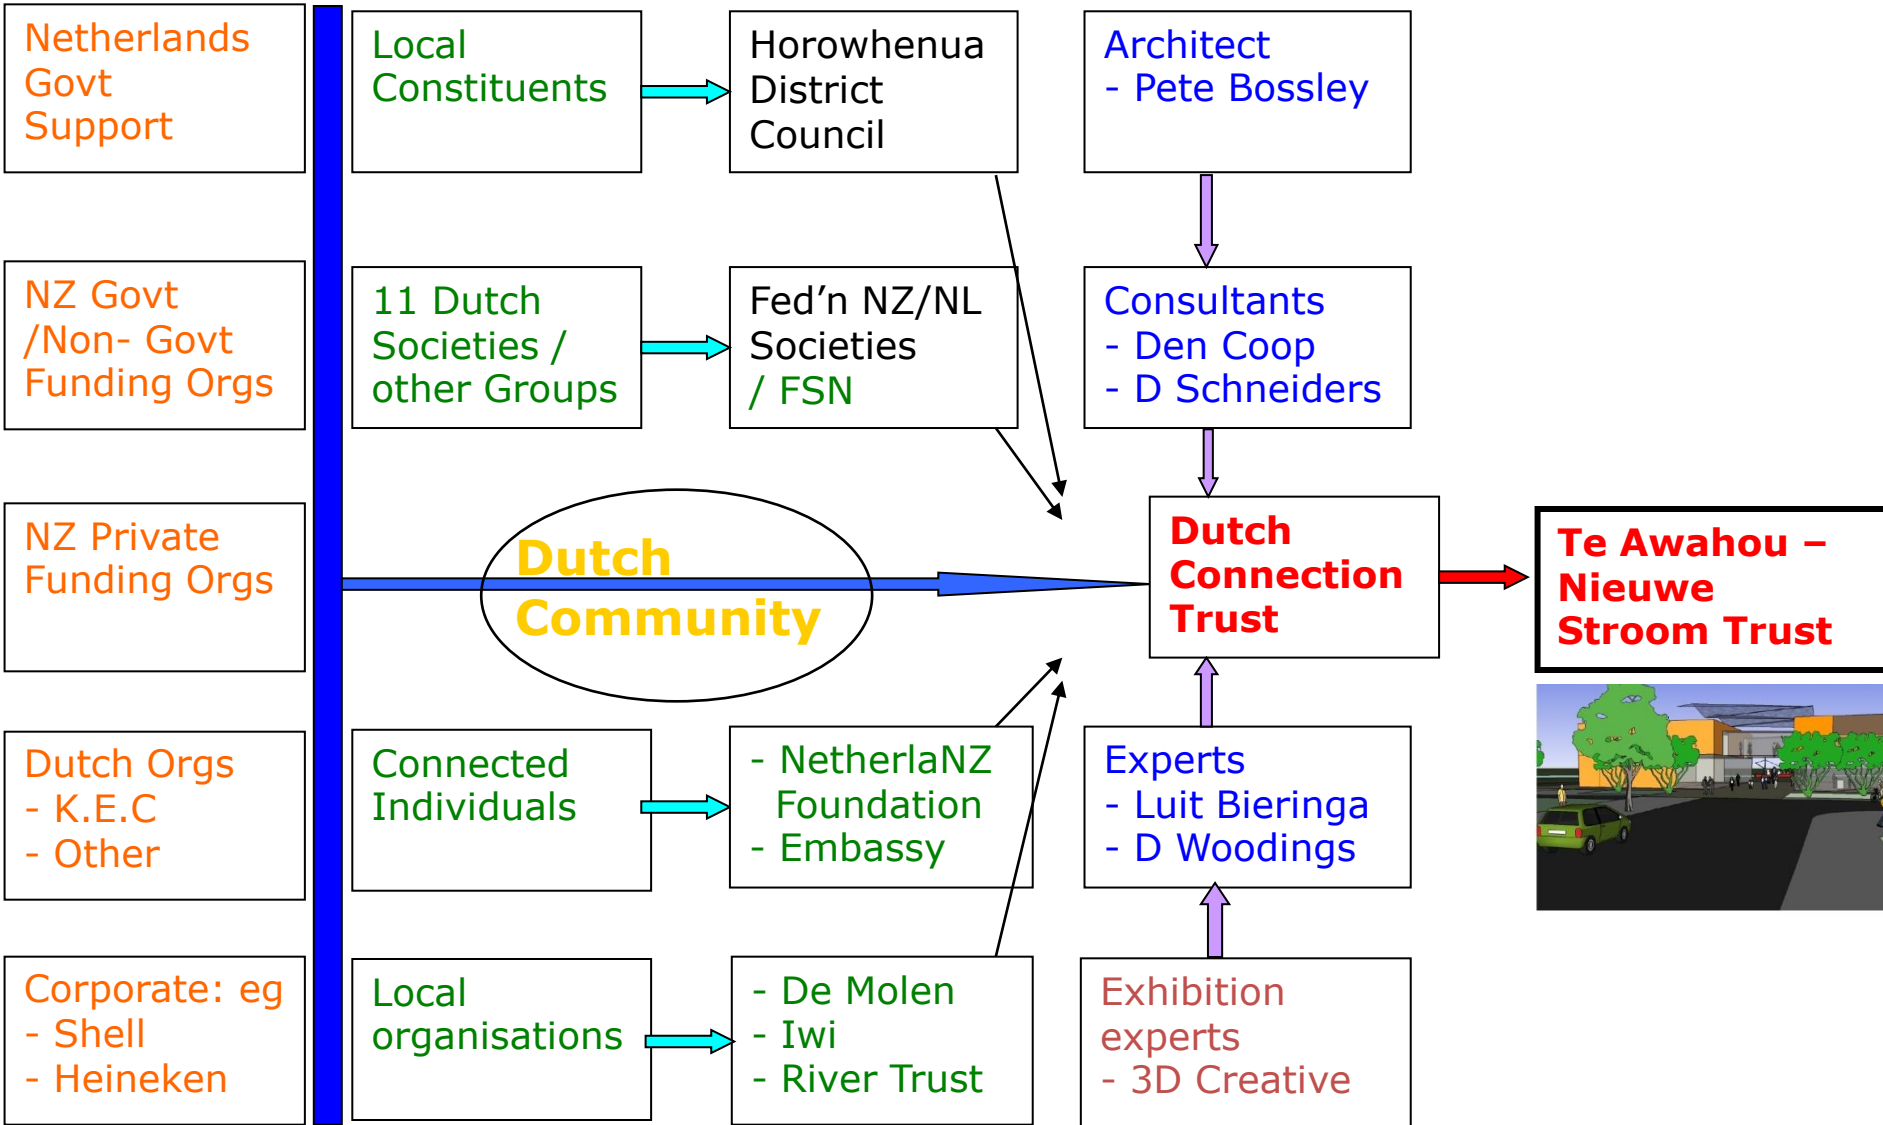 Netherlands
Govt
Support
Local
Constituents
Horowhenua
District
Council
Architect
- Pete Bossley
NZ Govt
/Non- Govt
Funding Orgs
11 Dutch
Societies /
other Groups
Fed’n NZ/NL
Societies
/ FSN
Consultants
- Den Coop
- D Schneiders
NZ Private
Funding Orgs
Dutch
Community
Dutch
Connection
Trust
Te Awahou –
Nieuwe
Stroom Trust
Dutch Orgs
- K.E.C
- Other
Connected
Individuals
- NetherlaNZ
Foundation
- Embassy
Experts
- Luit Bieringa
- D Woodings
Corporate: eg
- Shell
- Heineken
Local
organisations
- De Molen
- Iwi
- River Trust
Exhibition
experts
- 3D Creative